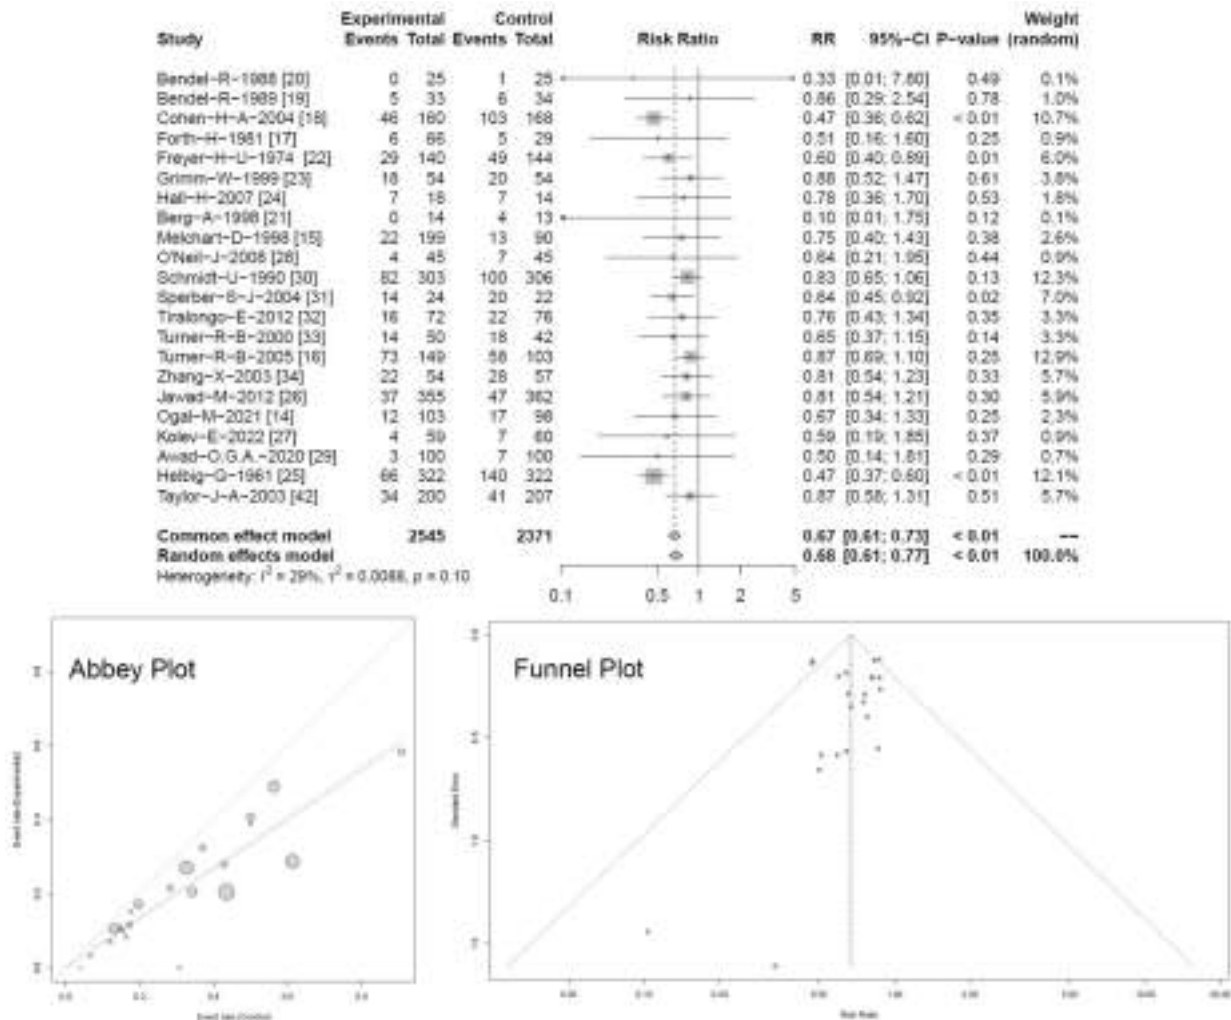 Experimental Control Weight
Study Events Total Events Total Risk Ratio RR 95%-CI P-value (random)
Bendel-R-1988 [20] 0 25 1 25 0.33 [0.01; 7.80] 0.49 0.1%
Bendel-R-1989 [19] 5 33 6 34 0.86 [0.29; 2.54] 0.78 1.0%
Cohen-H-A-2004 [18] 46 160 103 168 0.47 [0.36; 0.62] < 0.01 10.7%
Forth-H-1981 [17] 6 66 5 29 0.51 [0.16; 1.60] 0.25 0.9%
Freyer-H-U-1974 [22] 29 140 49 144 0.60 [0.40; 0.89] 0.01 6.0%
Grimm-W-1999 [23] 18 54 20 54 0.88 [0.52; 1.47] 0.61 3.8%
Hall-H-2007 [24] 7 18 7 14 0.78 [0.36; 1.70] 0.53 1.8%
Berg-A-1998 [21] 0 14 4 13 0.10 [0.01; 1.75] 0.12 0.1%
Melchart-D-1998 [15] 22 199 13 90 0.75 [0.40; 1.43] 0.38 2.6%
O'Neil-J-2008 [28] 4 45 7 45 0.64 [0.21; 1.95] 0.44 0.9%
Schmidt-U-1990 [30] 82 303 100 306 0.83 [0.65; 1.06] 0.13 12.3%
Sperber-S-J-2004 [31] 14 24 20 22 0.64 [0.45; 0.92] 0.02 7.0%
Tiralongo-E-2012 [32] 16 72 22 76 0.76 [0.43; 1.34] 0.35 3.3%
Turner-R-B-2000 [33] 14 50 18 42 0.65 [0.37; 1.15] 0.14 3.3%
Turner-R-B-2005 [16] 73 149 58 103 0.87 [0.69; 1.10] 0.25 12.9%
Zhang-X-2003 [34] 22 54 28 57 0.81 [0.54; 1.23] 0.33 5.7%
Jawad-M-2012 [26] 37 355 47 362 0.81 [0.54; 1.21] 0.30 5.9%
Ogal-M-2021 [14] 12 103 17 98 0.67 [0.34; 1.33] 0.25 2.3%
Kolev-E-2022 [27] 4 59 7 60 0.59 [0.19; 1.85] 0.37 0.9%
Awad-O.G.A.-2020 [29] 3 100 7 100 0.50 [0.14; 1.81] 0.29 0.7%
Helbig-G-1961 [25] 66 322 140 322 0.47 [0.37; 0.60] < 0.01 12.1%
Taylor-J-A-2003 [42] 34 200 41 207 0.87 [0.58; 1.31] 0.51 5.7%
Common effect model 2545 2371 0.67 [0.61; 0.73] < 0.01 --
Random effects model 0.68 [0.61; 0.77] < 0.01 100.0%
Heterogeneity: I² = 29%, τ² = 0.0088, p = 0.10
0.1 0.5 1 2 5
Abbey Plot Funnel Plot
Standard Error
Risk Ratio